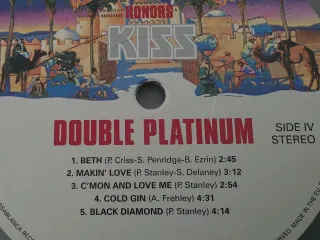 HONORS
KISS
DOUBLE PLATINUM
SIDE IV
STEREO
1. BETH (P. Criss-S. Penridge-B. Ezrin) 2:45
2. MAKIN' LOVE (P. Stanley-S. Delaney) 3:12
3. C'MON AND LOVE ME (P. Stanley) 2:54
4. COLD GIN (A. Frehley) 4:31
5. BLACK DIAMOND (P. Stanley) 4:14